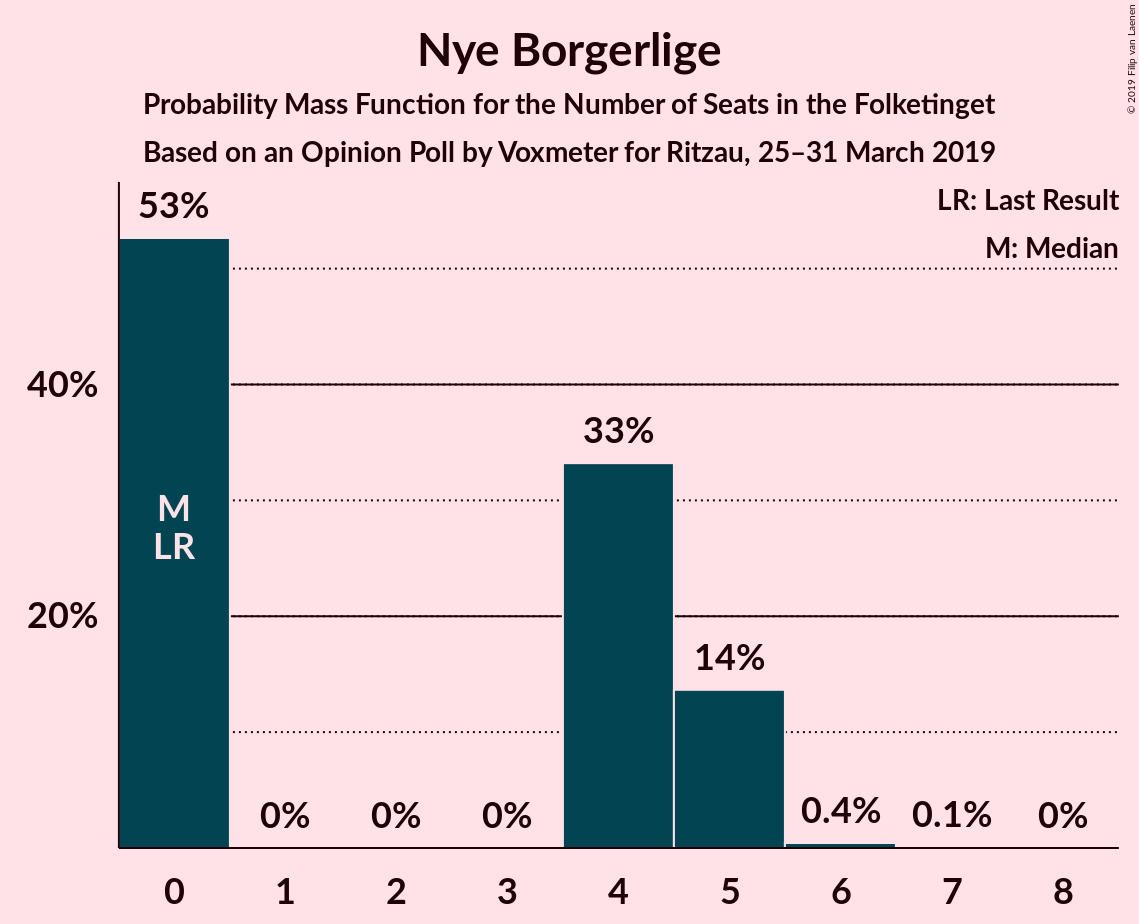 Nye Borgerlige
Probability Mass Function for the Number of Seats in the Folketinget
Based on an Opinion Poll by Voxmeter for Ritzau, 25–31 March 2019
© 2019 Filip van Laenen
LR: Last Result
M: Median
53%
40%
33%
M
LR
20%
14%
0% 0% 0% 0.4% 0.1% 0%
0 1 2 3 4 5 6 7 8